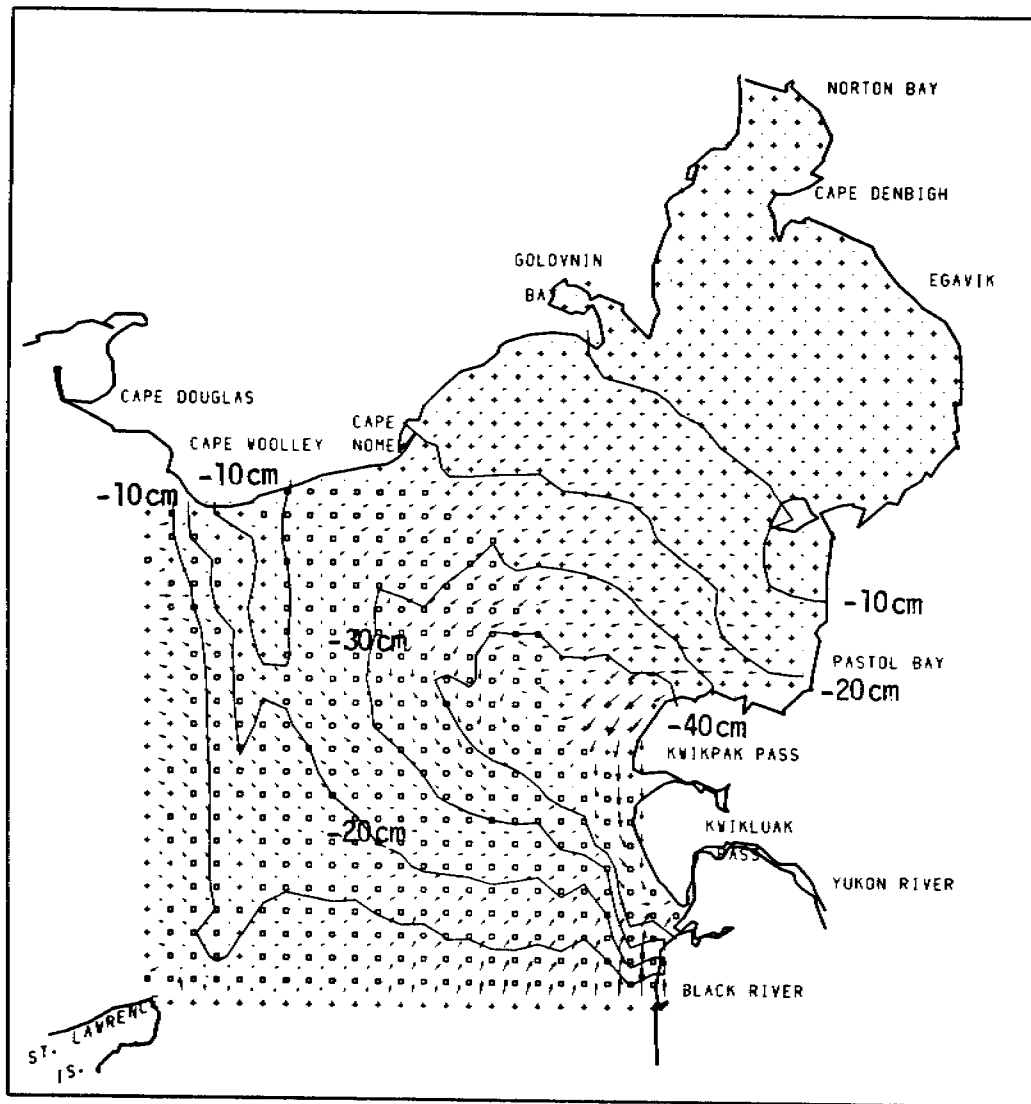 NORTON BAY
CAPE DENBIGH
GOLOVNIN
BAY
EGAVIK
CAPE DOUGLAS
CAPE
NOME
CAPE WOOLLEY
-10cm
-10cm
-10cm
-30cm
PASTOL BAY
-20cm
-40cm
KWIKPAK PASS
-20cm
KWIKLUAK
PASS
YUKON RIVER
BLACK RIVER
ST. LAWRENCE
IS.